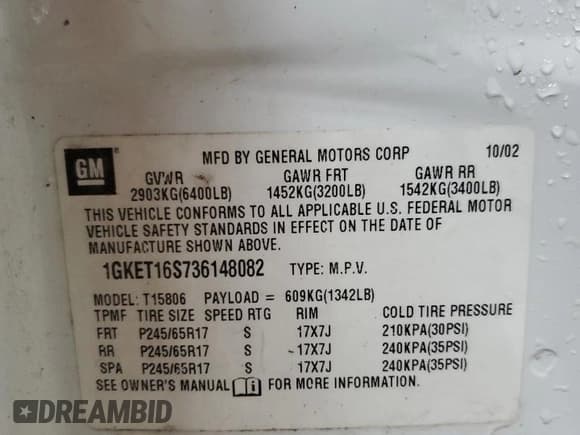 GM
MFD BY GENERAL MOTORS CORP 10/02
GVWR GAWR FRT GAWR RR
2903KG(6400LB) 1452KG(3200LB) 1542KG(3400LB)
THIS VEHICLE CONFORMS TO ALL APPLICABLE U.S. FEDERAL MOTOR
VEHICLE SAFETY STANDARDS IN EFFECT ON THE DATE OF
MANUFACTURE SHOWN ABOVE.
1GKET16S736148082 TYPE: M.P.V.
MODEL: T15806 PAYLOAD = 609KG(1342LB)
TPMF TIRE SIZE SPEED RTG RIM COLD TIRE PRESSURE
FRT P245/65R17 S 17X7J 210KPA(30PSI)
RR P245/65R17 S 17X7J 240KPA(35PSI)
SPA P245/65R17 S 17X7J 240KPA(35PSI)
SEE OWNER'S MANUAL FOR MORE INFORMATION.
DREAMBID